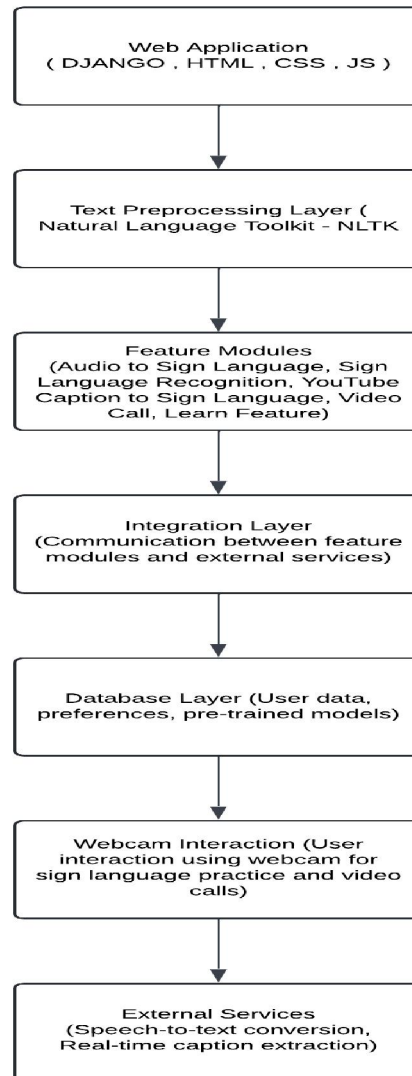 Web Application
( DJANGO , HTML , CSS , JS )
Text Preprocessing Layer (
Natural Language Toolkit - NLTK
Feature Modules
(Audio to Sign Language, Sign
Language Recognition, YouTube
Caption to Sign Language, Video
Call, Learn Feature)
Integration Layer
(Communication between feature
modules and external services)
Database Layer (User data,
preferences, pre-trained models)
Webcam Interaction (User
interaction using webcam for
sign language practice and video
calls)
External Services
(Speech-to-text conversion,
Real-time caption extraction)